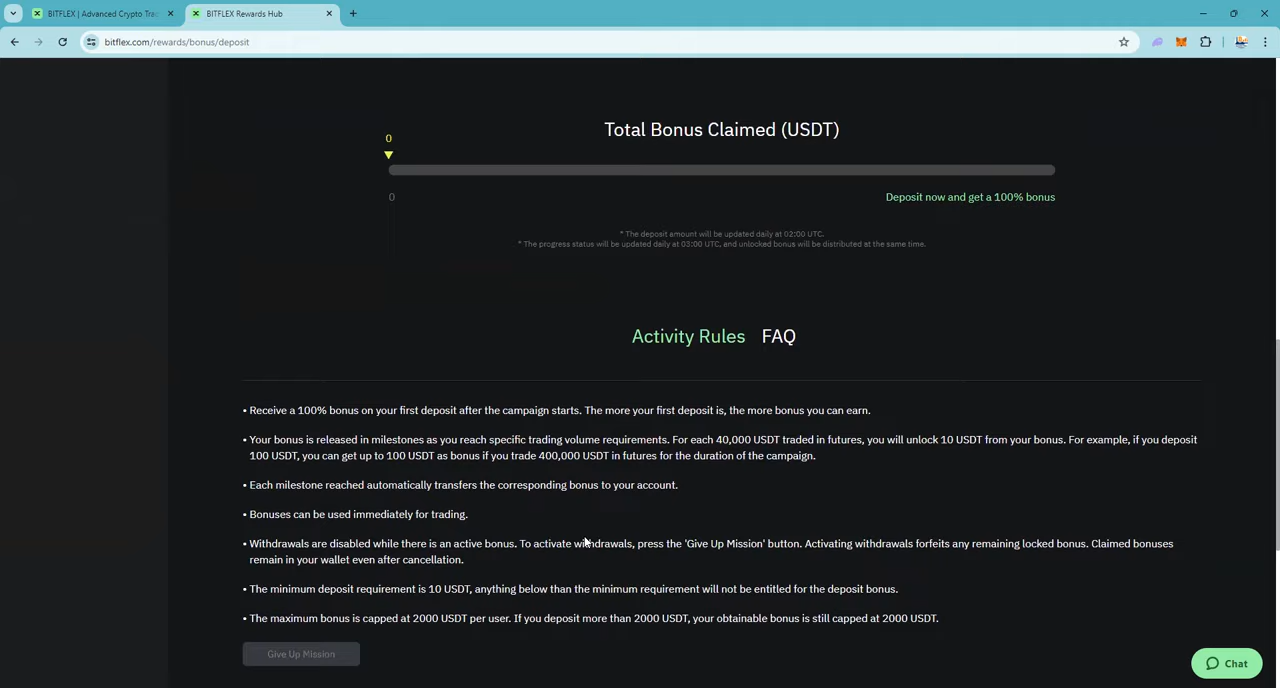 BITFLEX | Advanced Crypto Tra
BITFLEX Rewards Hub
bitflex.com/rewards/bonus/deposit
Total Bonus Claimed (USDT)
0
0
Deposit now and get a 100% bonus
* The deposit amount will be updated daily at 02:00 UTC.
* The progress status will be updated daily at 03:00 UTC, and unlocked bonus will be distributed at the same time.
Activity Rules FAQ
• Receive a 100% bonus on your first deposit after the campaign starts. The more your first deposit is, the more bonus you can earn.
• Your bonus is released in milestones as you reach specific trading volume requirements. For each 40,000 USDT traded in futures, you will unlock 10 USDT from your bonus. For example, if you deposit
100 USDT, you can get up to 100 USDT as bonus if you trade 400,000 USDT in futures for the duration of the campaign.
• Each milestone reached automatically transfers the corresponding bonus to your account.
• Bonuses can be used immediately for trading.
• Withdrawals are disabled while there is an active bonus. To activate withdrawals, press the 'Give Up Mission' button. Activating withdrawals forfeits any remaining locked bonus. Claimed bonuses
remain in your wallet even after cancellation.
• The minimum deposit requirement is 10 USDT, anything below than the minimum requirement will not be entitled for the deposit bonus.
• The maximum bonus is capped at 2000 USDT per user. If you deposit more than 2000 USDT, your obtainable bonus is still capped at 2000 USDT.
Give Up Mission
Chat